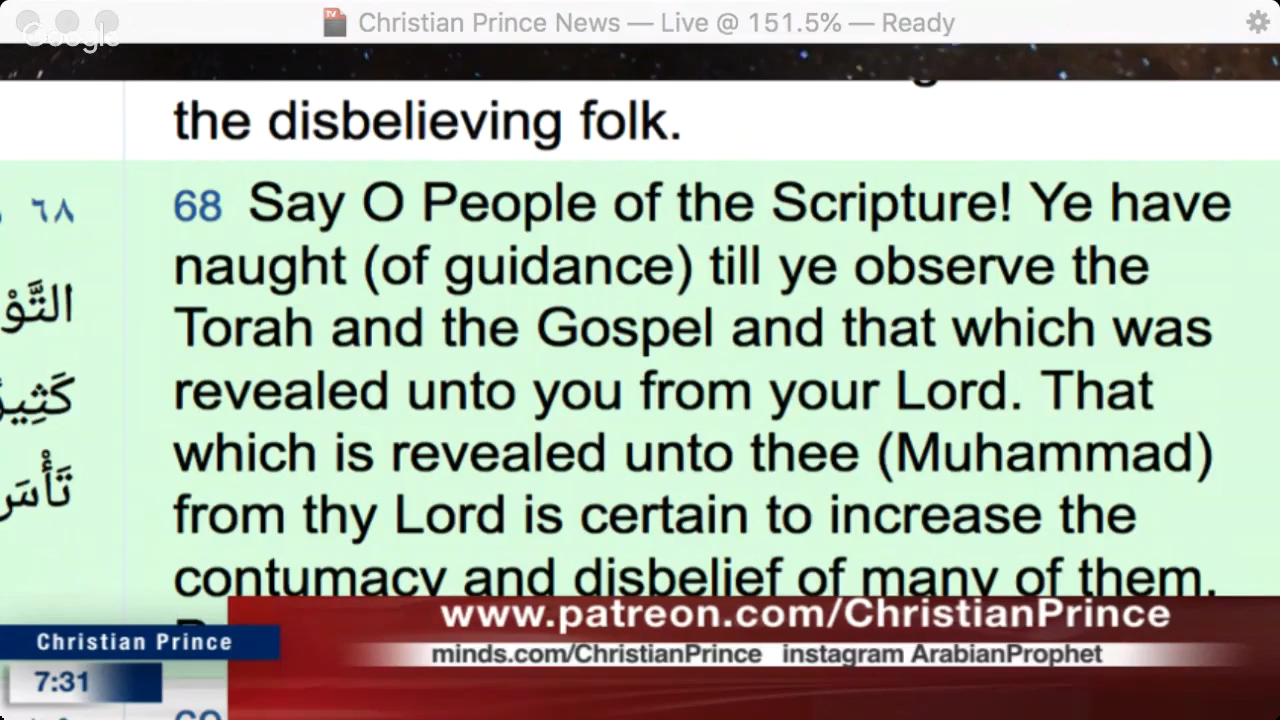 Christian Prince News — Live @ 151.5% — Ready
Google
the disbelieving folk.
68 Say O People of the Scripture! Ye have
naught (of guidance) till ye observe the
Torah and the Gospel and that which was
revealed unto you from your Lord. That
which is revealed unto thee (Muhammad)
from thy Lord is certain to increase the
contumacy and disbelief of many of them.
٦٨
www.patreon.com/ChristianPrince
minds.com/ChristianPrince instagram ArabianProphet
Christian Prince
7:31